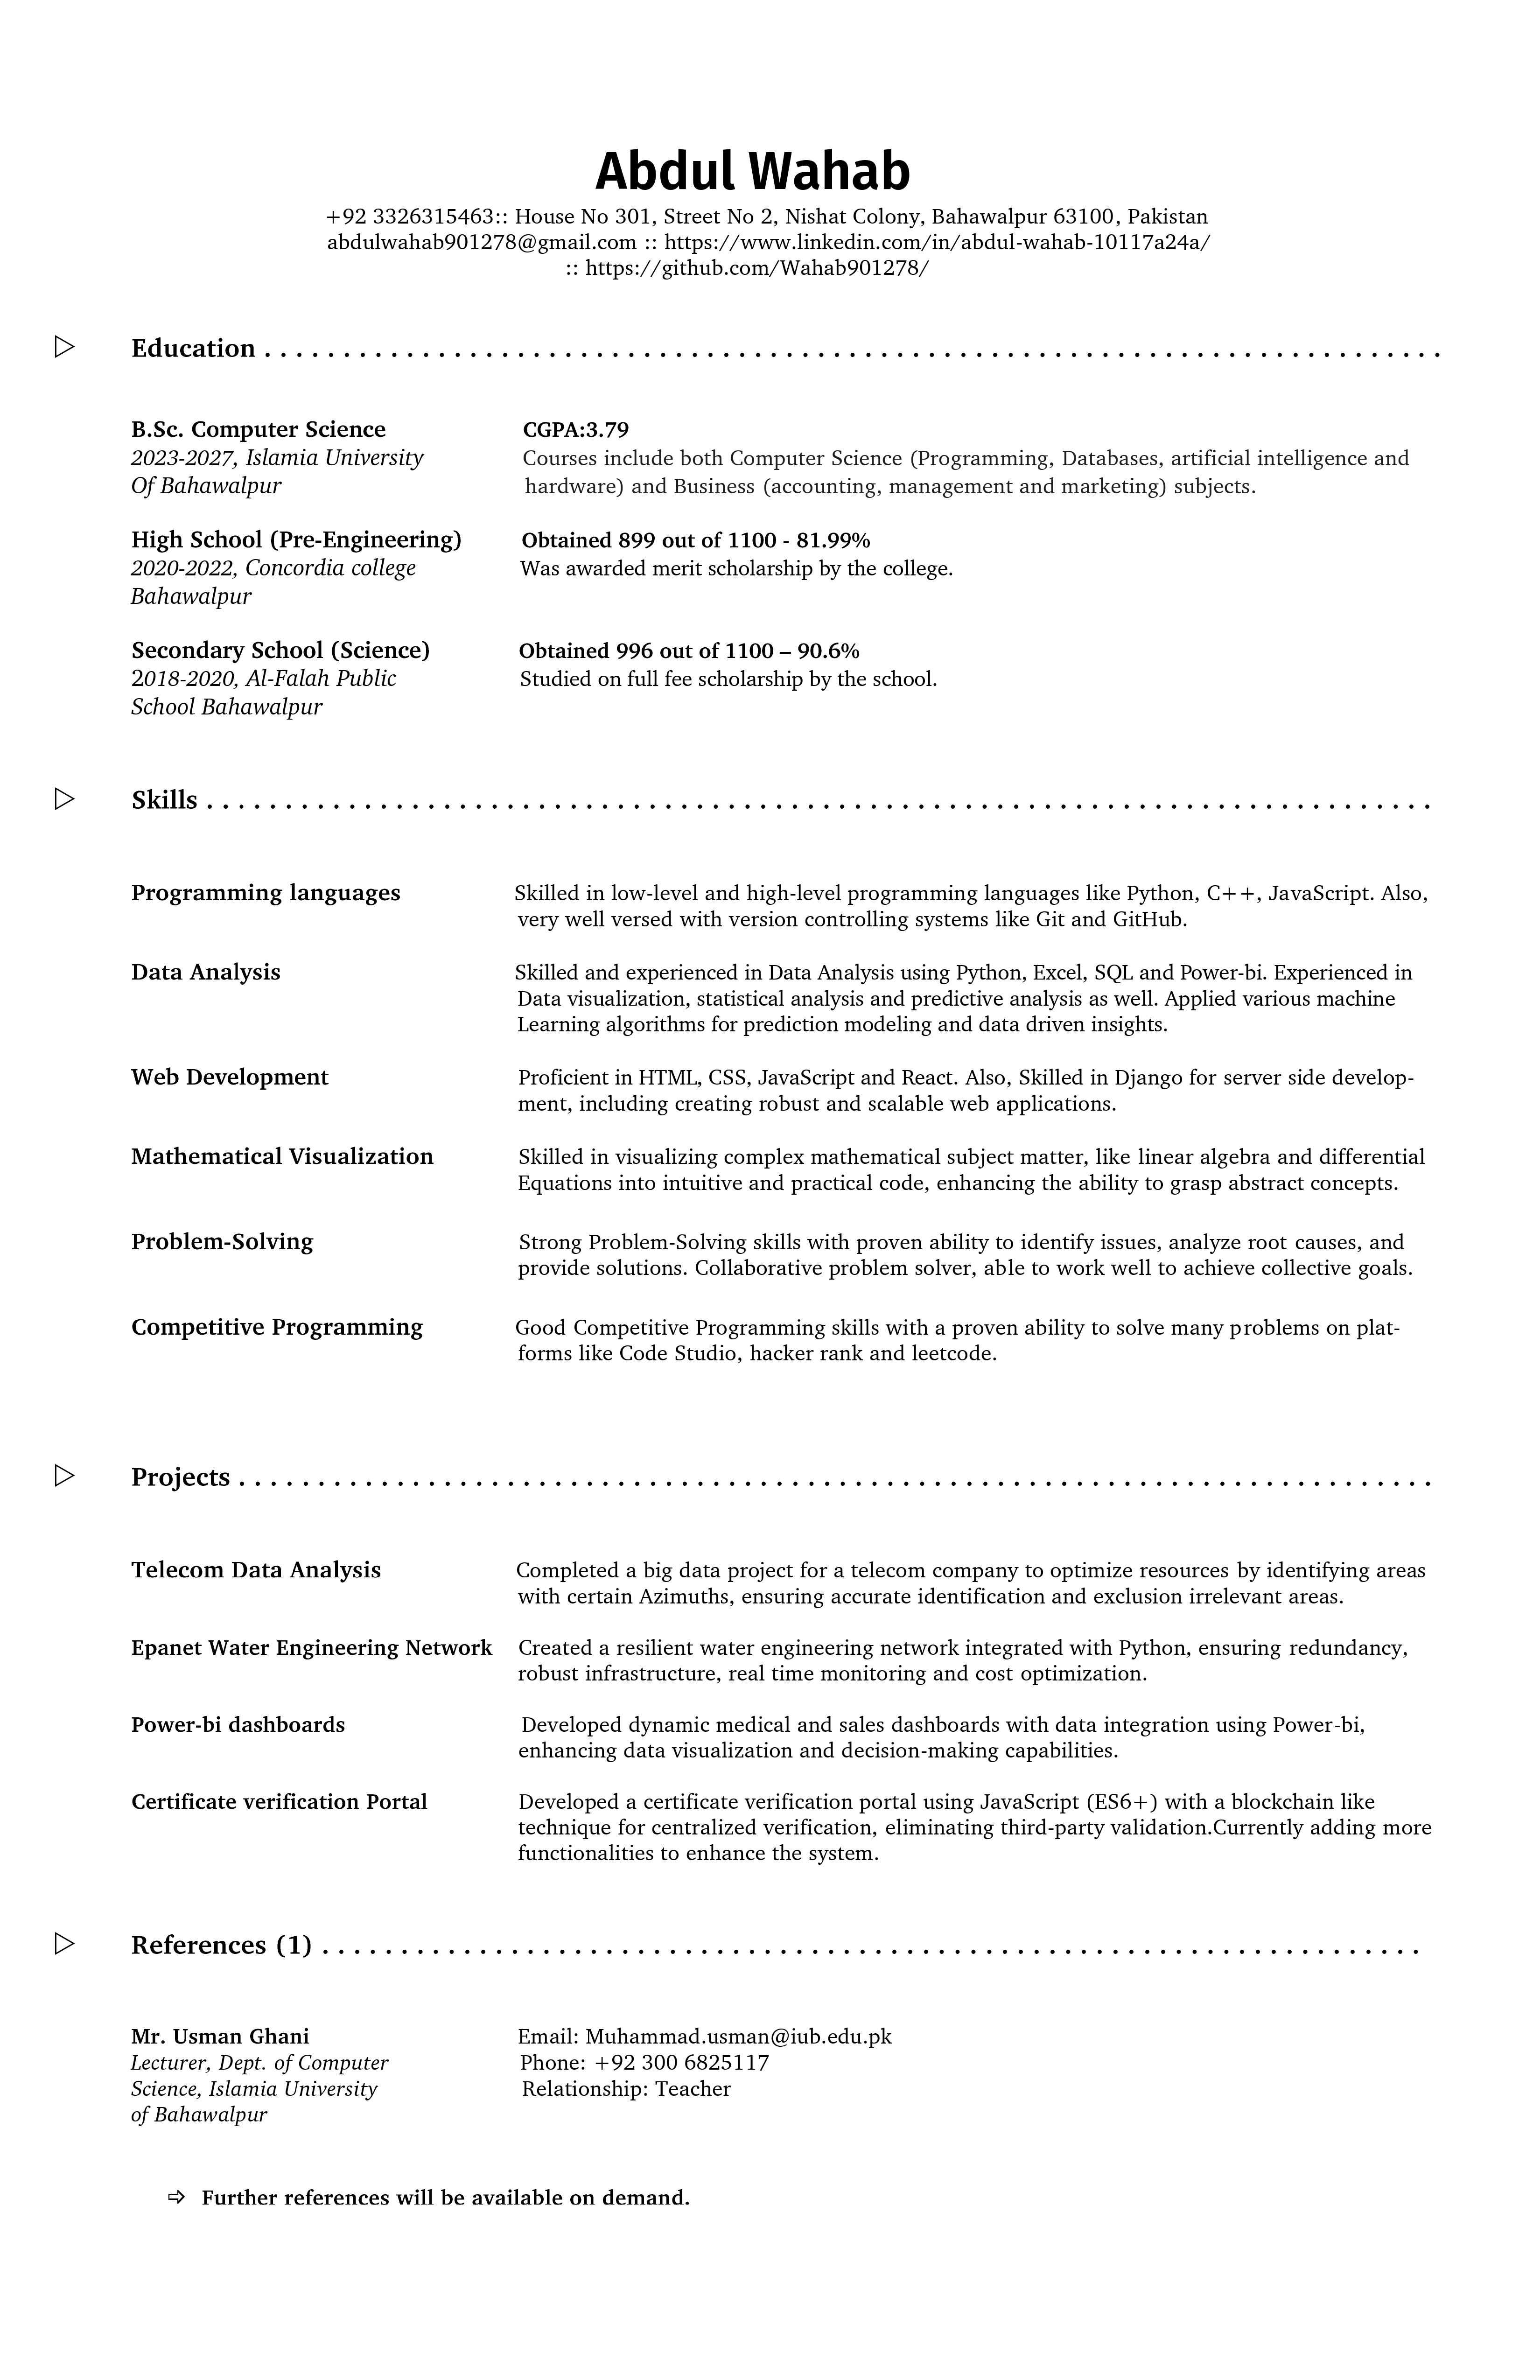 Abdul Wahab
+92 3326315463:: House No 301, Street No 2, Nishat Colony, Bahawalpur 63100, Pakistan
abdulwahab901278@gmail.com :: https://www.linkedin.com/in/abdul-wahab-10117a24a/
:: https://github.com/Wahab901278/
▷ Education . . . . . . . . . . . . . . . . . . . . . . . . . . . . . . . . . . . . . . . . . . . . . . . . . . . . . . . . . . . . . . . . . . . . . . . . . . .
B.Sc. Computer Science CGPA:3.79
2023-2027, Islamia University Courses include both Computer Science (Programming, Databases, artificial intelligence and
Of Bahawalpur hardware) and Business (accounting, management and marketing) subjects.
High School (Pre-Engineering) Obtained 899 out of 1100 - 81.99%
2020-2022, Concordia college Was awarded merit scholarship by the college.
Bahawalpur
Secondary School (Science) Obtained 996 out of 1100 – 90.6%
2018-2020, Al-Falah Public Studied on full fee scholarship by the school.
School Bahawalpur
▷ Skills . . . . . . . . . . . . . . . . . . . . . . . . . . . . . . . . . . . . . . . . . . . . . . . . . . . . . . . . . . . . . . . . . . . . . . . . . . . . . .
Programming languages Skilled in low-level and high-level programming languages like Python, C++, JavaScript. Also,
very well versed with version controlling systems like Git and GitHub.
Data Analysis Skilled and experienced in Data Analysis using Python, Excel, SQL and Power-bi. Experienced in
Data visualization, statistical analysis and predictive analysis as well. Applied various machine
Learning algorithms for prediction modeling and data driven insights.
Web Development Proficient in HTML, CSS, JavaScript and React. Also, Skilled in Django for server side develop-
ment, including creating robust and scalable web applications.
Mathematical Visualization Skilled in visualizing complex mathematical subject matter, like linear algebra and differential
Equations into intuitive and practical code, enhancing the ability to grasp abstract concepts.
Problem-Solving Strong Problem-Solving skills with proven ability to identify issues, analyze root causes, and
provide solutions. Collaborative problem solver, able to work well to achieve collective goals.
Competitive Programming Good Competitive Programming skills with a proven ability to solve many problems on plat-
forms like Code Studio, hacker rank and leetcode.
▷ Projects . . . . . . . . . . . . . . . . . . . . . . . . . . . . . . . . . . . . . . . . . . . . . . . . . . . . . . . . . . . . . . . . . . . . . . . . . . . .
Telecom Data Analysis Completed a big data project for a telecom company to optimize resources by identifying areas
with certain Azimuths, ensuring accurate identification and exclusion irrelevant areas.
Epanet Water Engineering Network Created a resilient water engineering network integrated with Python, ensuring redundancy,
robust infrastructure, real time monitoring and cost optimization.
Power-bi dashboards Developed dynamic medical and sales dashboards with data integration using Power-bi,
enhancing data visualization and decision-making capabilities.
Certificate verification Portal Developed a certificate verification portal using JavaScript (ES6+) with a blockchain like
technique for centralized verification, eliminating third-party validation.Currently adding more
functionalities to enhance the system.
▷ References (1) . . . . . . . . . . . . . . . . . . . . . . . . . . . . . . . . . . . . . . . . . . . . . . . . . . . . . . . . . . . . . . . . . . . . . .
Mr. Usman Ghani Email: Muhammad.usman@iub.edu.pk
Lecturer, Dept. of Computer Phone: +92 300 6825117
Science, Islamia University Relationship: Teacher
of Bahawalpur
⇨ Further references will be available on demand.